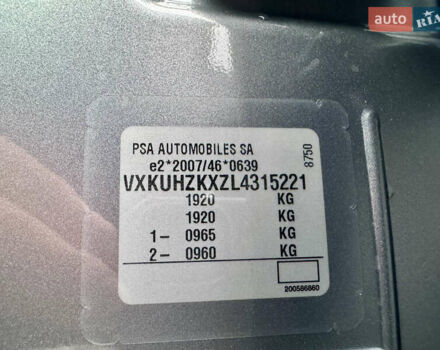 auto RIA
PSA AUTOMOBILES SA
e2*2007/46*0639
8750
VXKUHZKXZL4315221
1920 KG
1920 KG
1- 0965 KG
2- 0960 KG
200586860